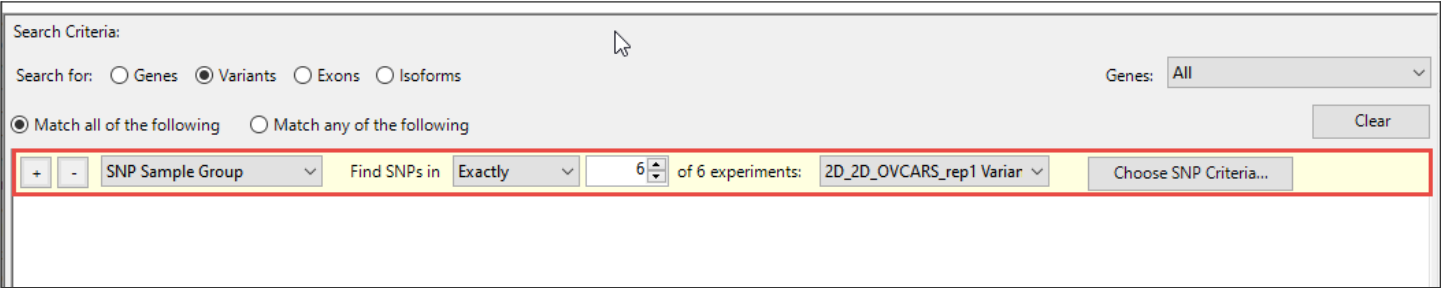 Search Criteria:
Search for: Genes Variants Exons Isoforms Genes: All
Match all of the following Match any of the following Clear
+ - SNP Sample Group Find SNPs in Exactly 6 of 6 experiments: 2D_2D_OVCARS_rep1 Varian Choose SNP Criteria...